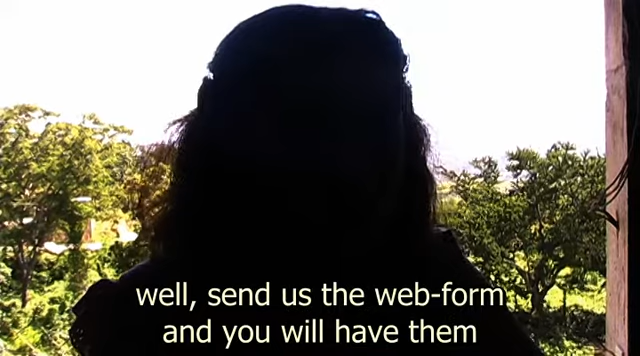 well, send us the web-form
and you will have them